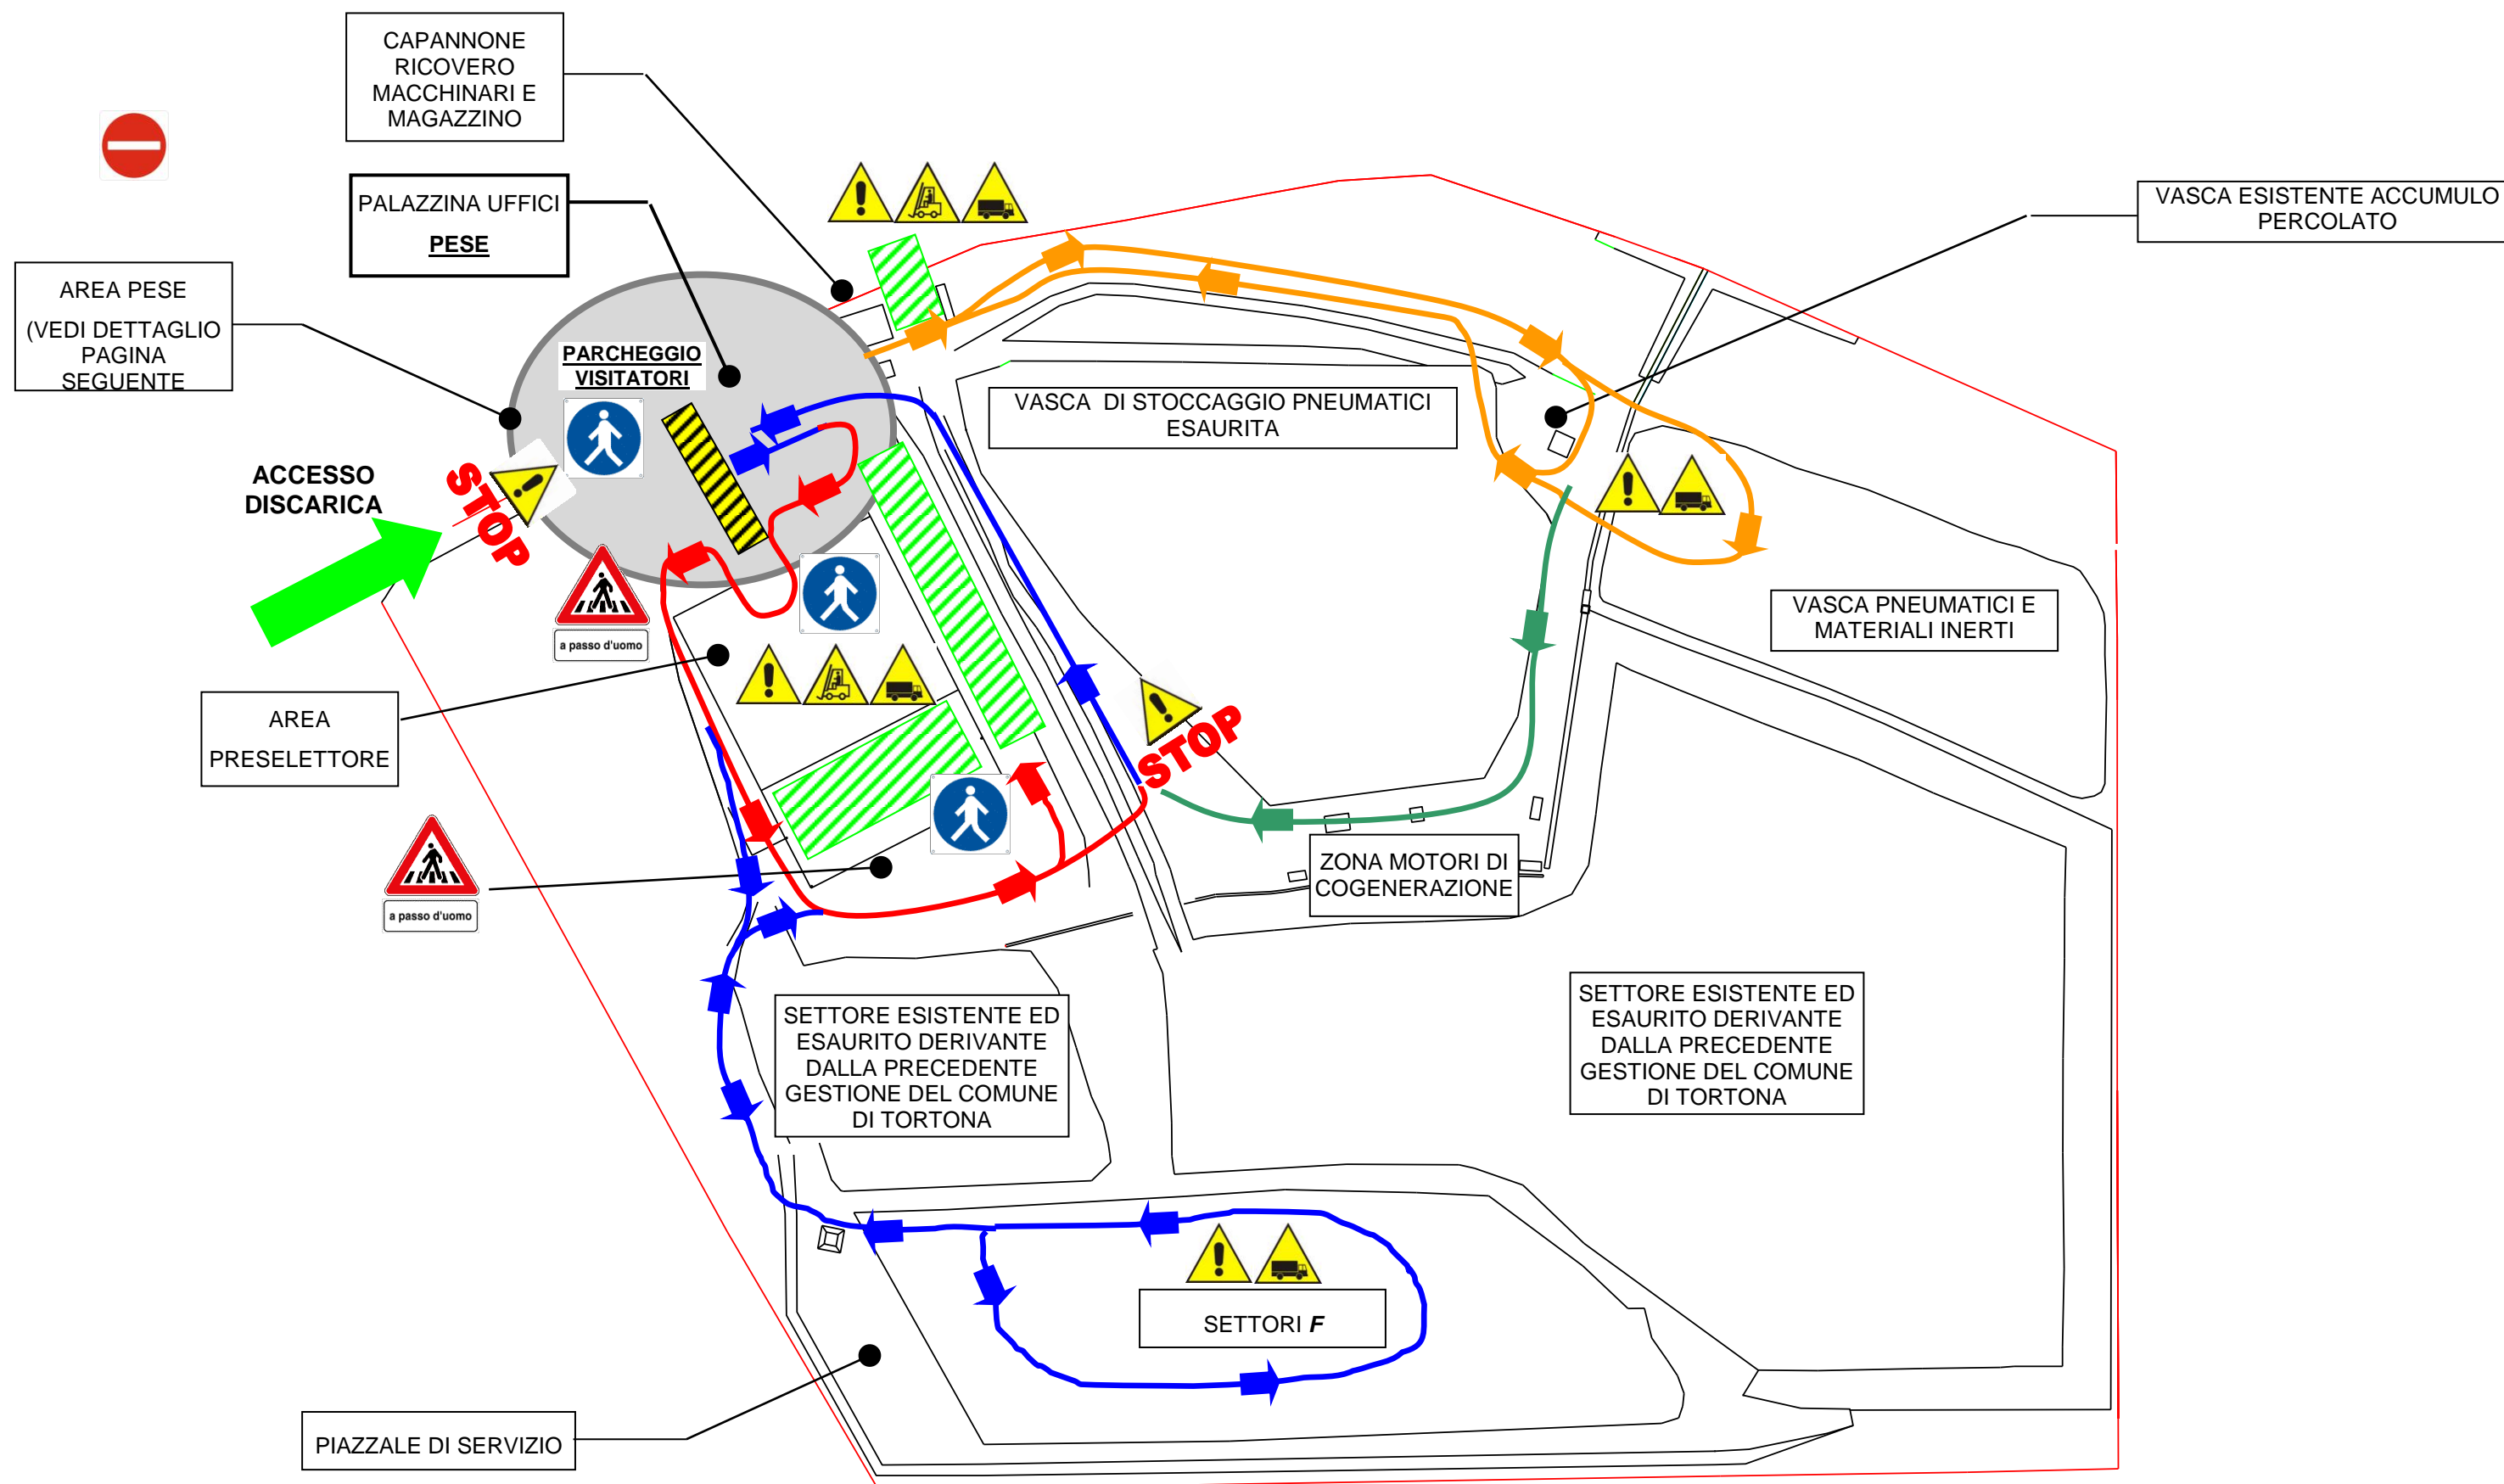 CAPANNONE
RICOVERO
MACCHINARI E
MAGAZZINO
PALAZZINA UFFICI
PESE
VASCA ESISTENTE ACCUMULO
PERCOLATO
AREA PESE
(VEDI DETTAGLIO
PAGINA
SEGUENTE
PARCHEGGIO
VISITATORI
VASCA DI STOCCAGGIO PNEUMATICI
ESAURITA
ACCESSO
DISCARICA
STOP
a passo d'uomo
VASCA PNEUMATICI E
MATERIALI INERTI
AREA
PRESELETTORE
STOP
a passo d'uomo
ZONA MOTORI DI
COGENERAZIONE
SETTORE ESISTENTE ED
ESAURITO DERIVANTE
DALLA PRECEDENTE
GESTIONE DEL COMUNE
DI TORTONA
SETTORE ESISTENTE ED
ESAURITO DERIVANTE
DALLA PRECEDENTE
GESTIONE DEL COMUNE
DI TORTONA
SETTORI F
PIAZZALE DI SERVIZIO